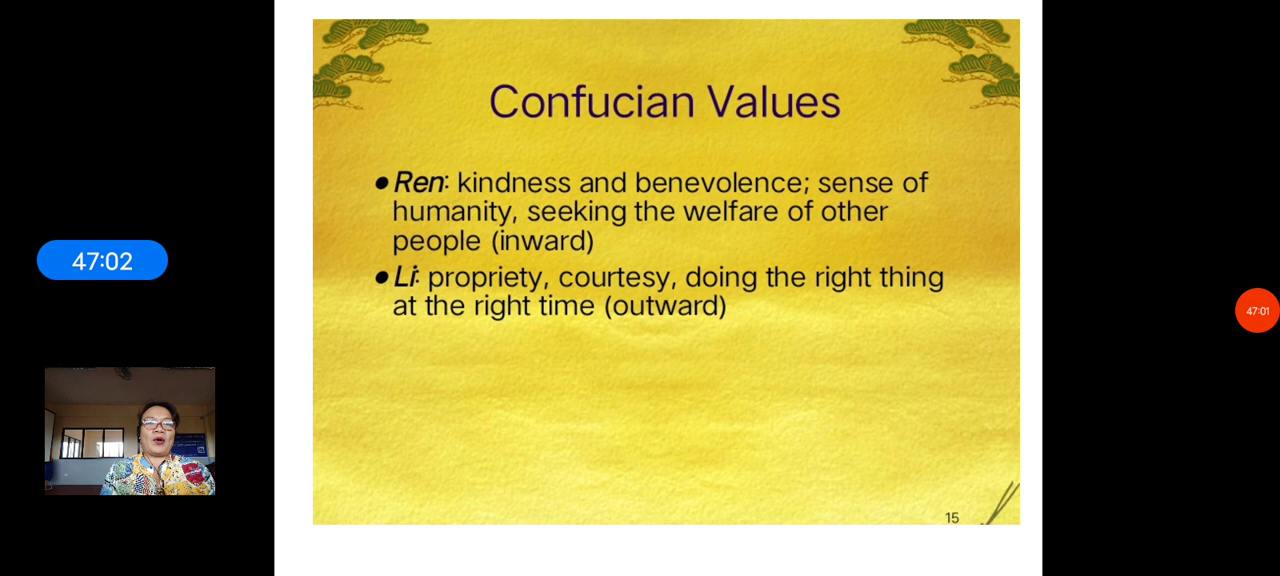 Confucian Values
● Ren: kindness and benevolence; sense of
humanity, seeking the welfare of other
people (inward)
● Li: propriety, courtesy, doing the right thing
at the right time (outward)
47:02
47:01
15